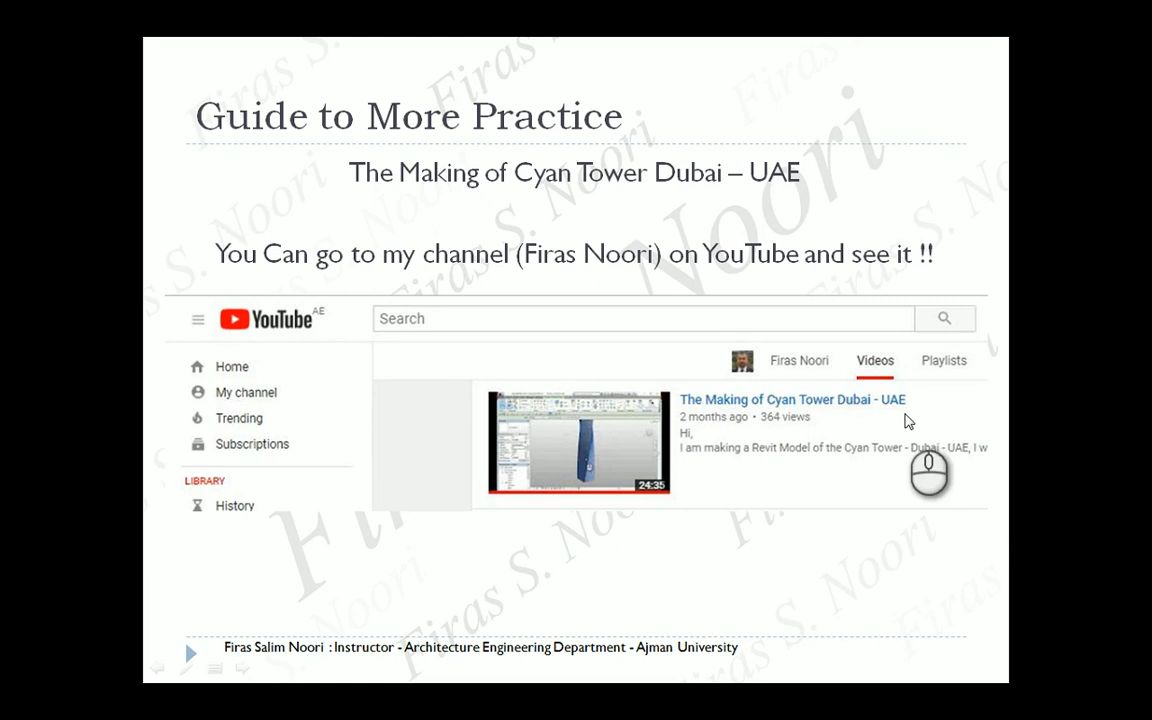 Guide to More Practice
The Making of Cyan Tower Dubai – UAE
You Can go to my channel (Firas Noori) on YouTube and see it !!
YouTube AE
Search
Firas Noori Videos Playlists
Home
My channel
Trending
Subscriptions
LIBRARY
History
24:35
The Making of Cyan Tower Dubai - UAE
2 months ago • 364 views
Hi,
I am making a Revit Model of the Cyan Tower - Dubai - UAE, I w
Firas Salim Noori : Instructor - Architecture Engineering Department - Ajman University
Firas S. Noori